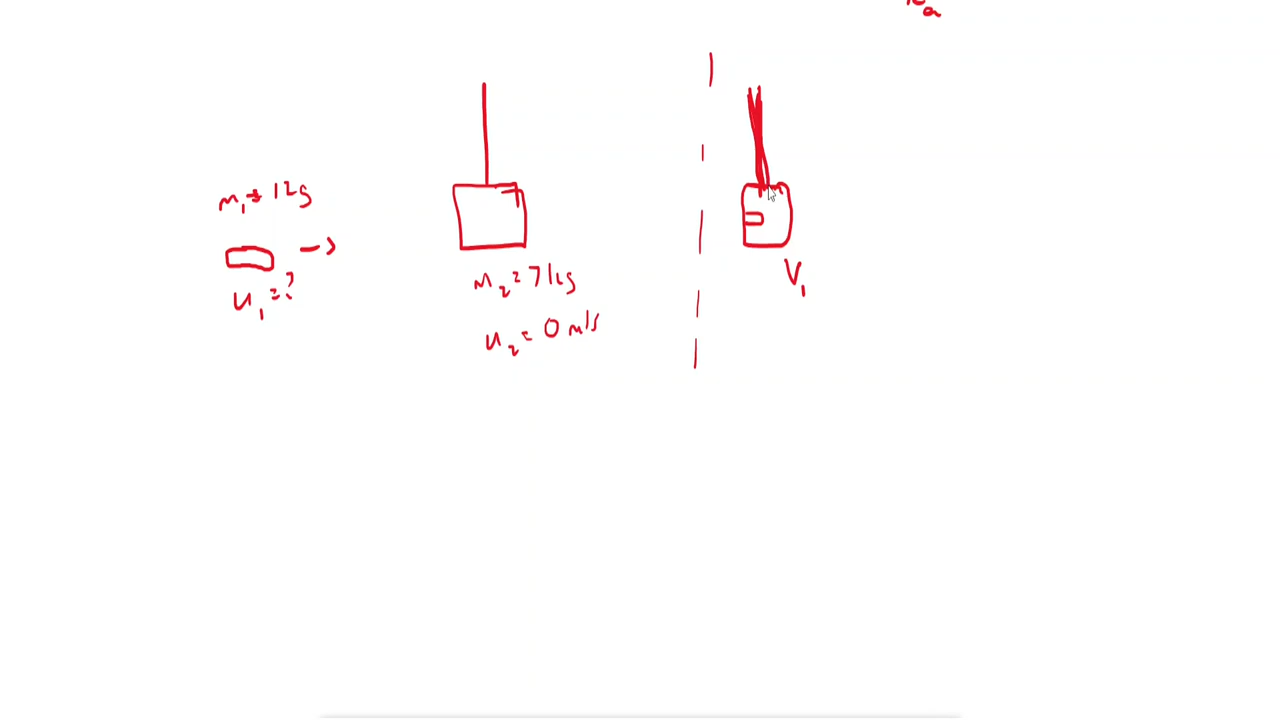 m₁ = 12g
u₁ = ?
m₂ = 7kg
u₂ = 0 m/s
V₁